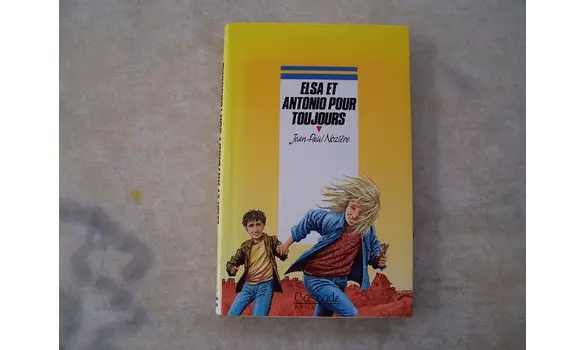 ELSA ET
ANTONIO POUR
TOUJOURS
Jean-Paul Nozière
Cascade